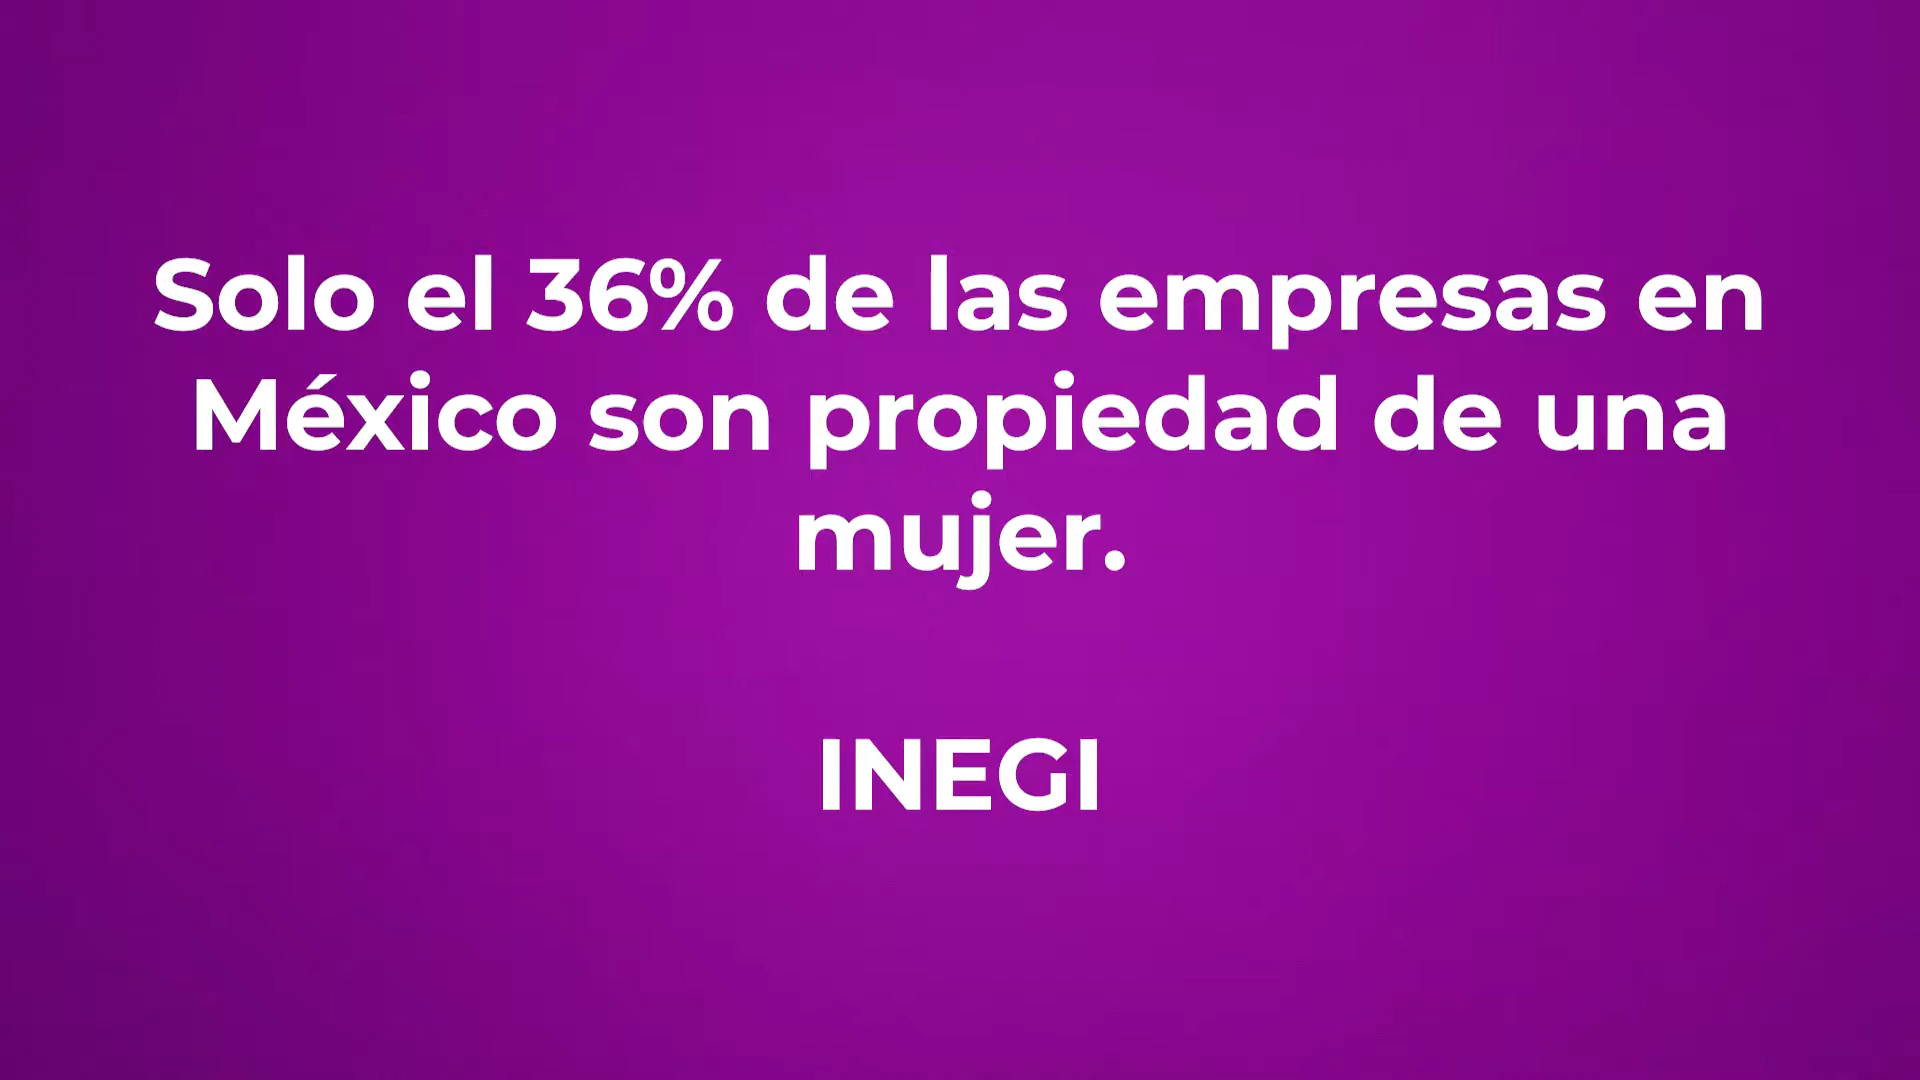 Solo el 36% de las empresas en
México son propiedad de una
mujer.
INEGI